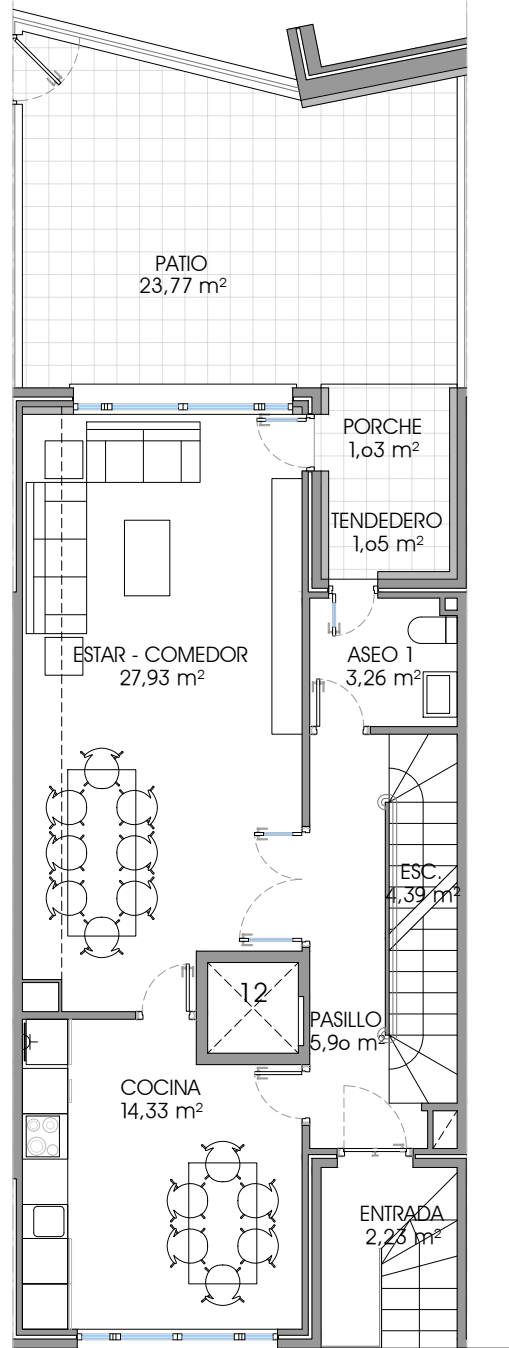 PATIO
23,77 m²
PORCHE
1,o3 m²
TENDEDERO
1,o5 m²
ESTAR - COMEDOR
27,93 m²
ASEO 1
3,26 m²
ESC.
4,39 m²
12
PASILLO
5,9o m²
COCINA
14,33 m²
ENTRADA
2,23 m²